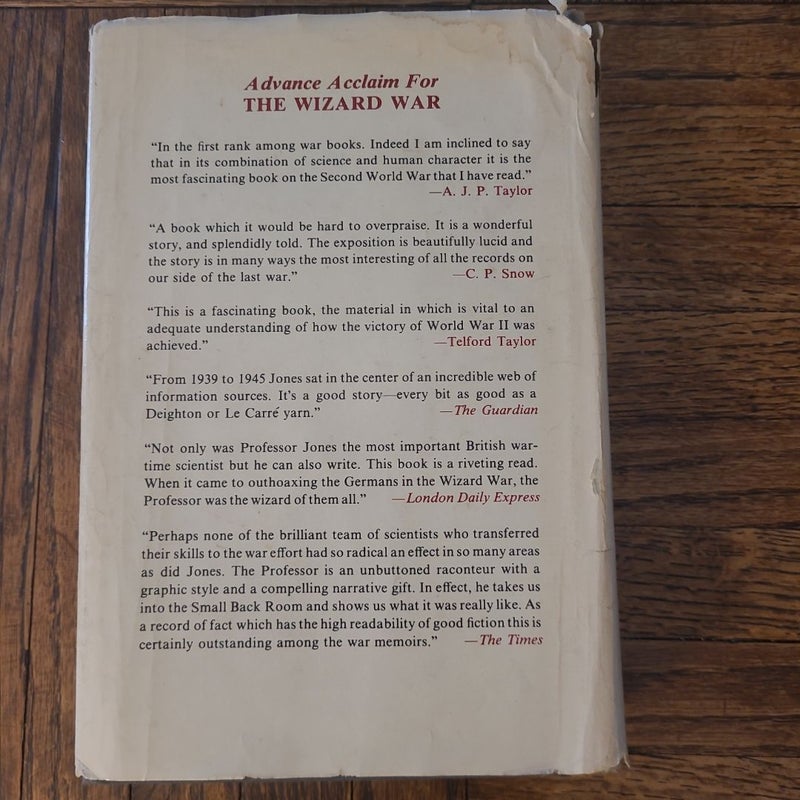 Advance Acclaim For
THE WIZARD WAR
“In the first rank among war books. Indeed I am inclined to say
that in its combination of science and human character it is the
most fascinating book on the Second World War that I have read.”
—A. J. P. Taylor
“A book which it would be hard to overpraise. It is a wonderful
story, and splendidly told. The exposition is beautifully lucid and
the story is in many ways the most interesting of all the records on
our side of the last war.” —C. P. Snow
“This is a fascinating book, the material in which is vital to an
adequate understanding of how the victory of World War II was
achieved.” —Telford Taylor
“From 1939 to 1945 Jones sat in the center of an incredible web of
information sources. It’s a good story—every bit as good as a
Deighton or Le Carré yarn.” —The Guardian
“Not only was Professor Jones the most important British war-
time scientist but he can also write. This book is a riveting read.
When it came to outhoaxing the Germans in the Wizard War, the
Professor was the wizard of them all.” —London Daily Express
“Perhaps none of the brilliant team of scientists who transferred
their skills to the war effort had so radical an effect in so many areas
as did Jones. The Professor is an unbuttoned raconteur with a
graphic style and a compelling narrative gift. In effect, he takes us
into the Small Back Room and shows us what it was really like. As
a record of fact which has the high readability of good fiction this is
certainly outstanding among the war memoirs.” —The Times